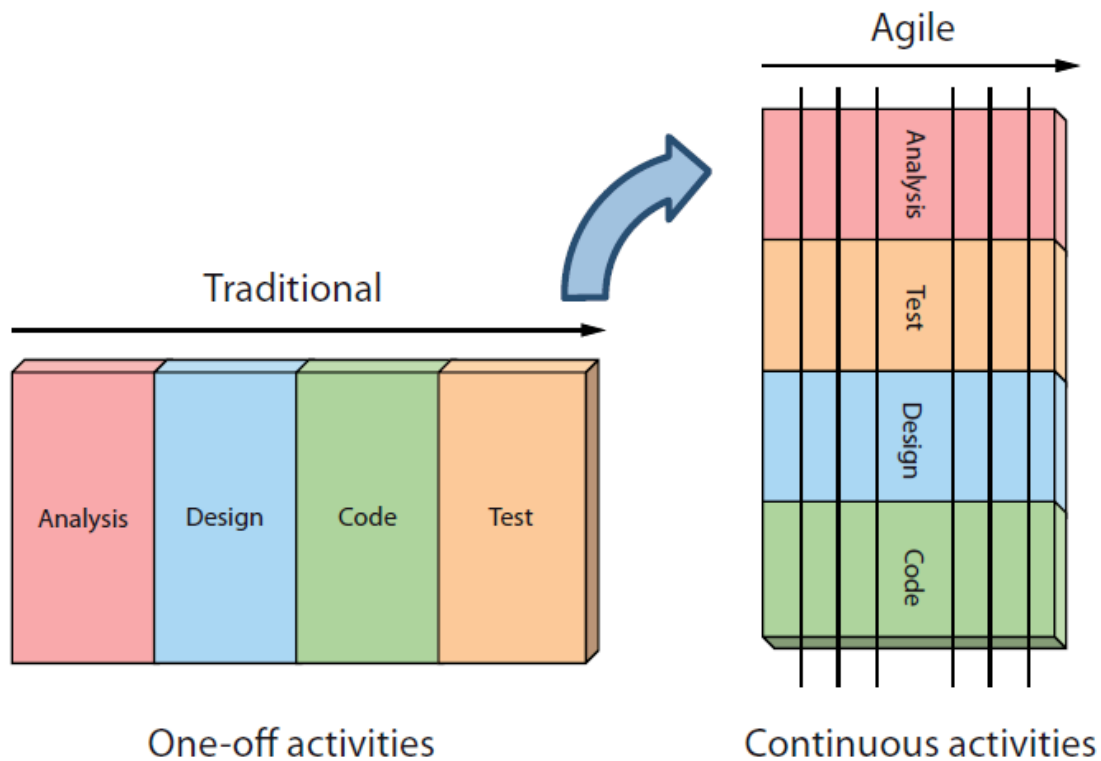 Agile
Analysis
Test
Design
Code
Continuous activities
Traditional
Analysis
Design
Code
Test
One-off activities